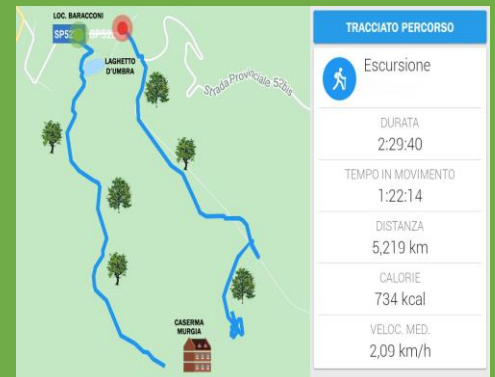 LOC. BARACCONI
SP52
SP52
LAGHETTO
D'UMBRA
Strada Provinciale 52bis
CASERMA
MURGIA
TRACCIATO PERCORSO
Escursione
DURATA
2:29:40
TEMPO IN MOVIMENTO
1:22:14
DISTANZA
5,219 km
CALORIE
734 kcal
VELOC. MED.
2,09 km/h